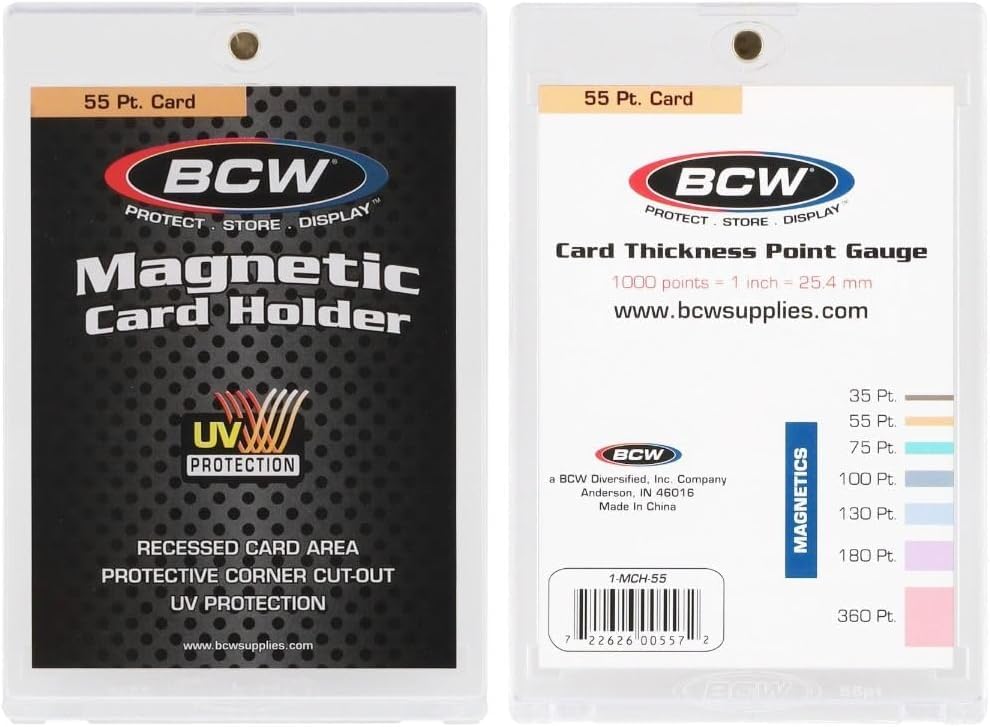 55 Pt. Card
BCW®
PROTECT . STORE . DISPLAY™
Magnetic
Card Holder
UV
PROTECTION
RECESSED CARD AREA
PROTECTIVE CORNER CUT-OUT
UV PROTECTION
www.bcwsupplies.com
55 Pt. Card
BCW®
PROTECT . STORE . DISPLAY™
Card Thickness Point Gauge
1000 points = 1 inch = 25.4 mm
www.bcwsupplies.com
35 Pt.
55 Pt.
75 Pt.
100 Pt.
130 Pt.
180 Pt.
360 Pt.
MAGNETICS
BCW
a BCW Diversified, Inc. Company
Anderson, IN 46016
Made In China
1-MCH-55
7 22626 00557 2
BCW 55pt